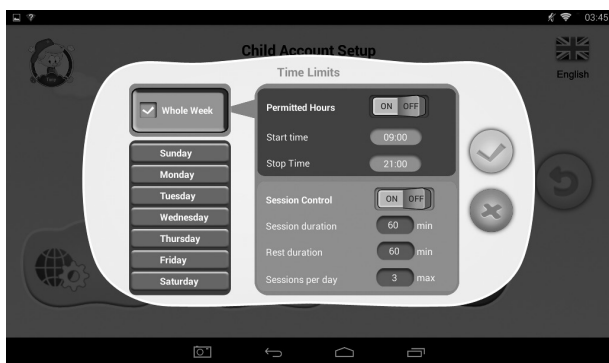 03:45
Child Account Setup
English
Time Limits
Whole Week
Sunday
Monday
Tuesday
Wednesday
Thursday
Friday
Saturday
Permitted Hours ON OFF
Start time 09:00
Stop Time 21:00
Session Control ON OFF
Session duration 60 min
Rest duration 60 min
Sessions per day 3 max